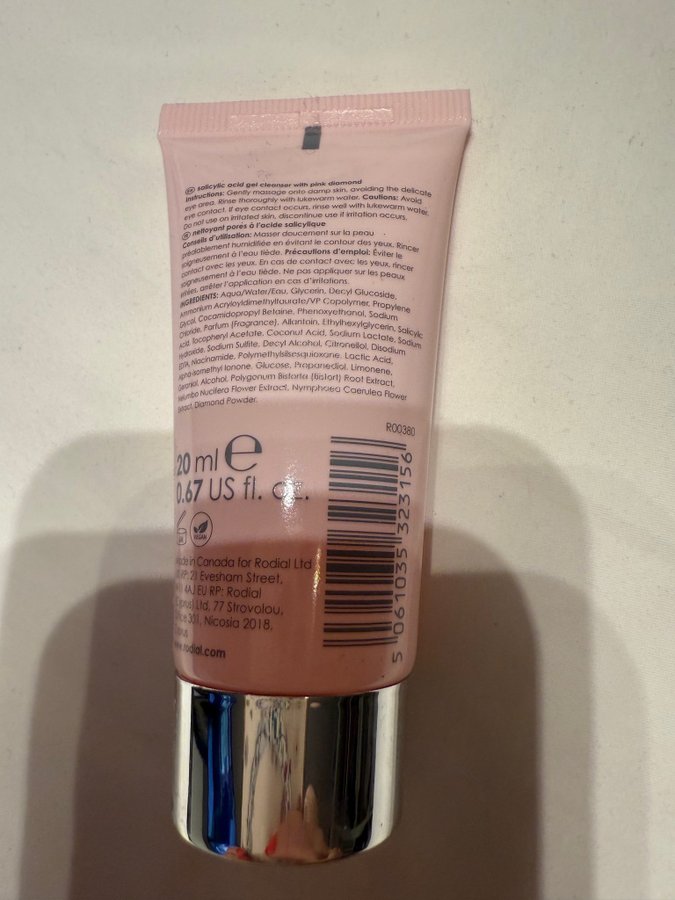 salicylic acid gel cleanser with pink diamond
Instructions: Gently massage onto damp skin, avoiding the delicate
eye area. Rinse thoroughly with lukewarm water. Cautions: Avoid
eye contact. If eye contact occurs, rinse well with lukewarm water.
Do not use on irritated skin, discontinue use if irritation occurs.
nettoyant pores à l'acide salicylique
Conseils d'utilisation: Masser doucement sur la peau
préalablement humidifiée en évitant le contour des yeux. Rincer
soigneusement à l'eau tiède. Précautions d'emploi: Éviter le
contact avec les yeux. En cas de contact avec les yeux, rincer
soigneusement à l'eau tiède. Ne pas appliquer sur les peaux
irritées, arrêter l'application en cas d'irritations.
INGREDIENTS: Aqua/Water/Eau, Glycerin, Decyl Glucoside,
Ammonium Acryloyldimethyltaurate/VP Copolymer, Propylene
Glycol, Cocamidopropyl Betaine, Phenoxyethanol, Sodium
Chloride, Parfum (Fragrance), Allantoin, Ethylhexylglycerin, Salicylic
Acid, Tocopheryl Acetate, Coconut Acid, Sodium Lactate, Sodium
Hydroxide, Sodium Sulfite, Decyl Alcohol, Citronellol, Disodium
EDTA, Niacinamide, Polymethylsilsesquioxane, Lactic Acid,
Alpha-Isomethyl Ionone, Glucose, Propanediol, Limonene,
Geraniol, Alcohol, Polygonum Bistorta (Bistort) Root Extract,
Nelumbo Nucifera Flower Extract, Nymphaea Caerulea Flower
Extract, Diamond Powder.
R00380
20 ml e
0.67 US fl. oz.
VEGAN
Made in Canada for Rodial Ltd
RP: 21 Evesham Street,
4AJ EU RP: Rodial
(Cyprus) Ltd, 77 Strovolou,
Office 301, Nicosia 2018,
Cyprus
www.rodial.com
5 061035 323156